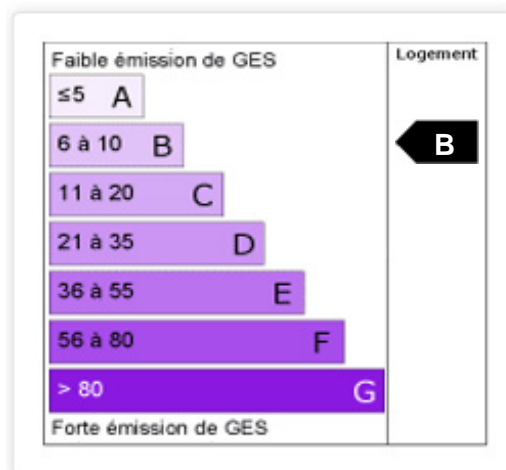 Faible émission de GES
Logement
≤5 A
6 à 10 B
B
11 à 20 C
21 à 35 D
36 à 55 E
56 à 80 F
> 80 G
Forte émission de GES